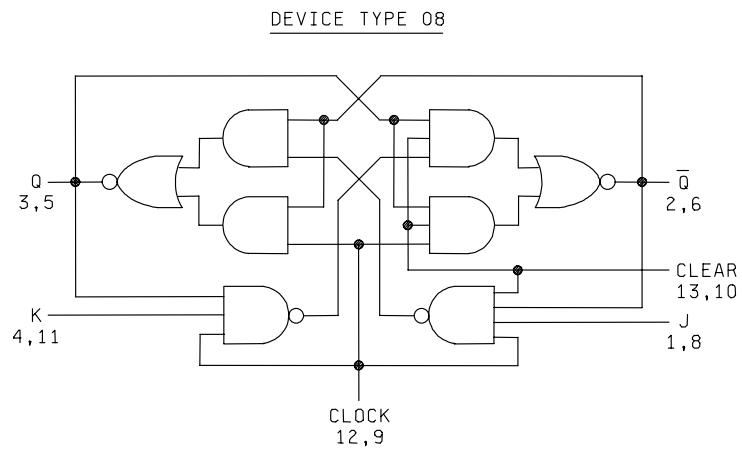 DEVICE TYPE 08
Q
3,5
Q̅
2,6
CLEAR
13,10
K
4,11
J
1,8
CLOCK
12,9